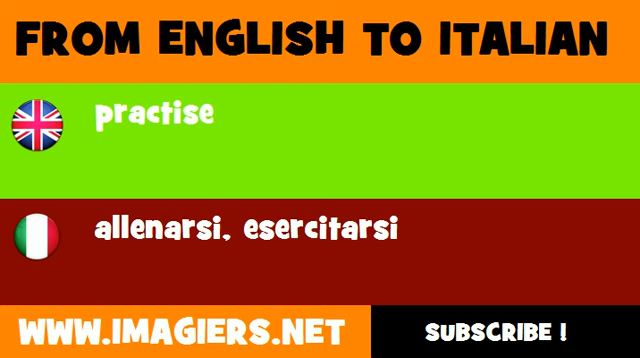 FROM ENGLISH TO ITALIAN
practise
allenarsi, esercitarsi
WWW.IMAGIERS.NET
SUBSCRIBE !